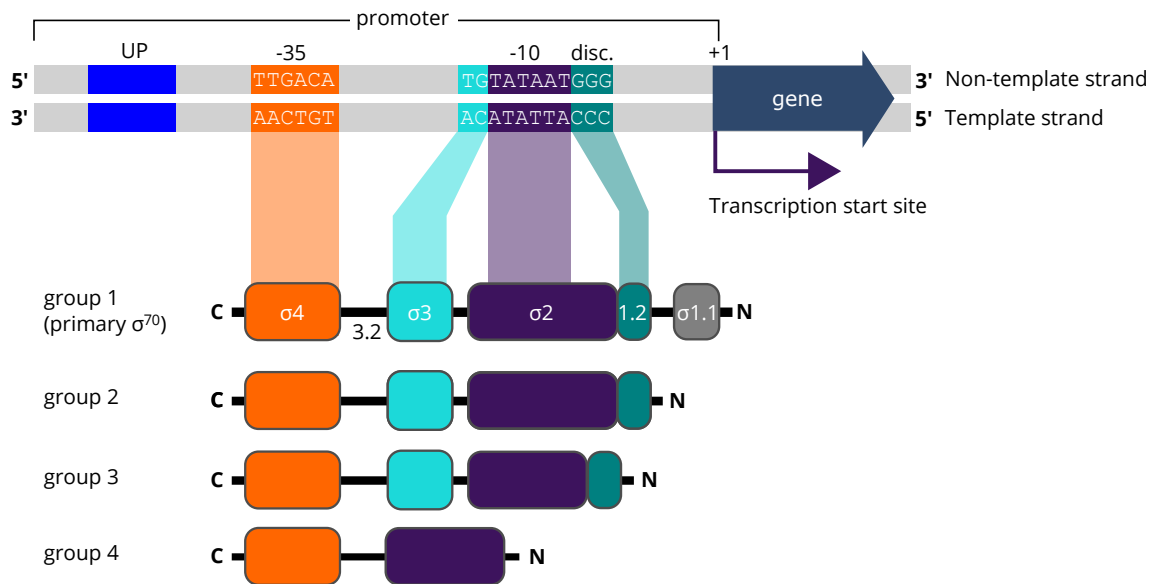 promoter
UP -35 -10 disc. +1
5' TTGACA TGTATAATGGG gene 3' Non-template strand
3' AACTGT ACATATTACCC 5' Template strand
Transcription start site
group 1 C σ4 σ3 σ2 1.2 σ1.1 N
(primary σ⁷⁰) 3.2
group 2 C N
group 3 C N
group 4 C N